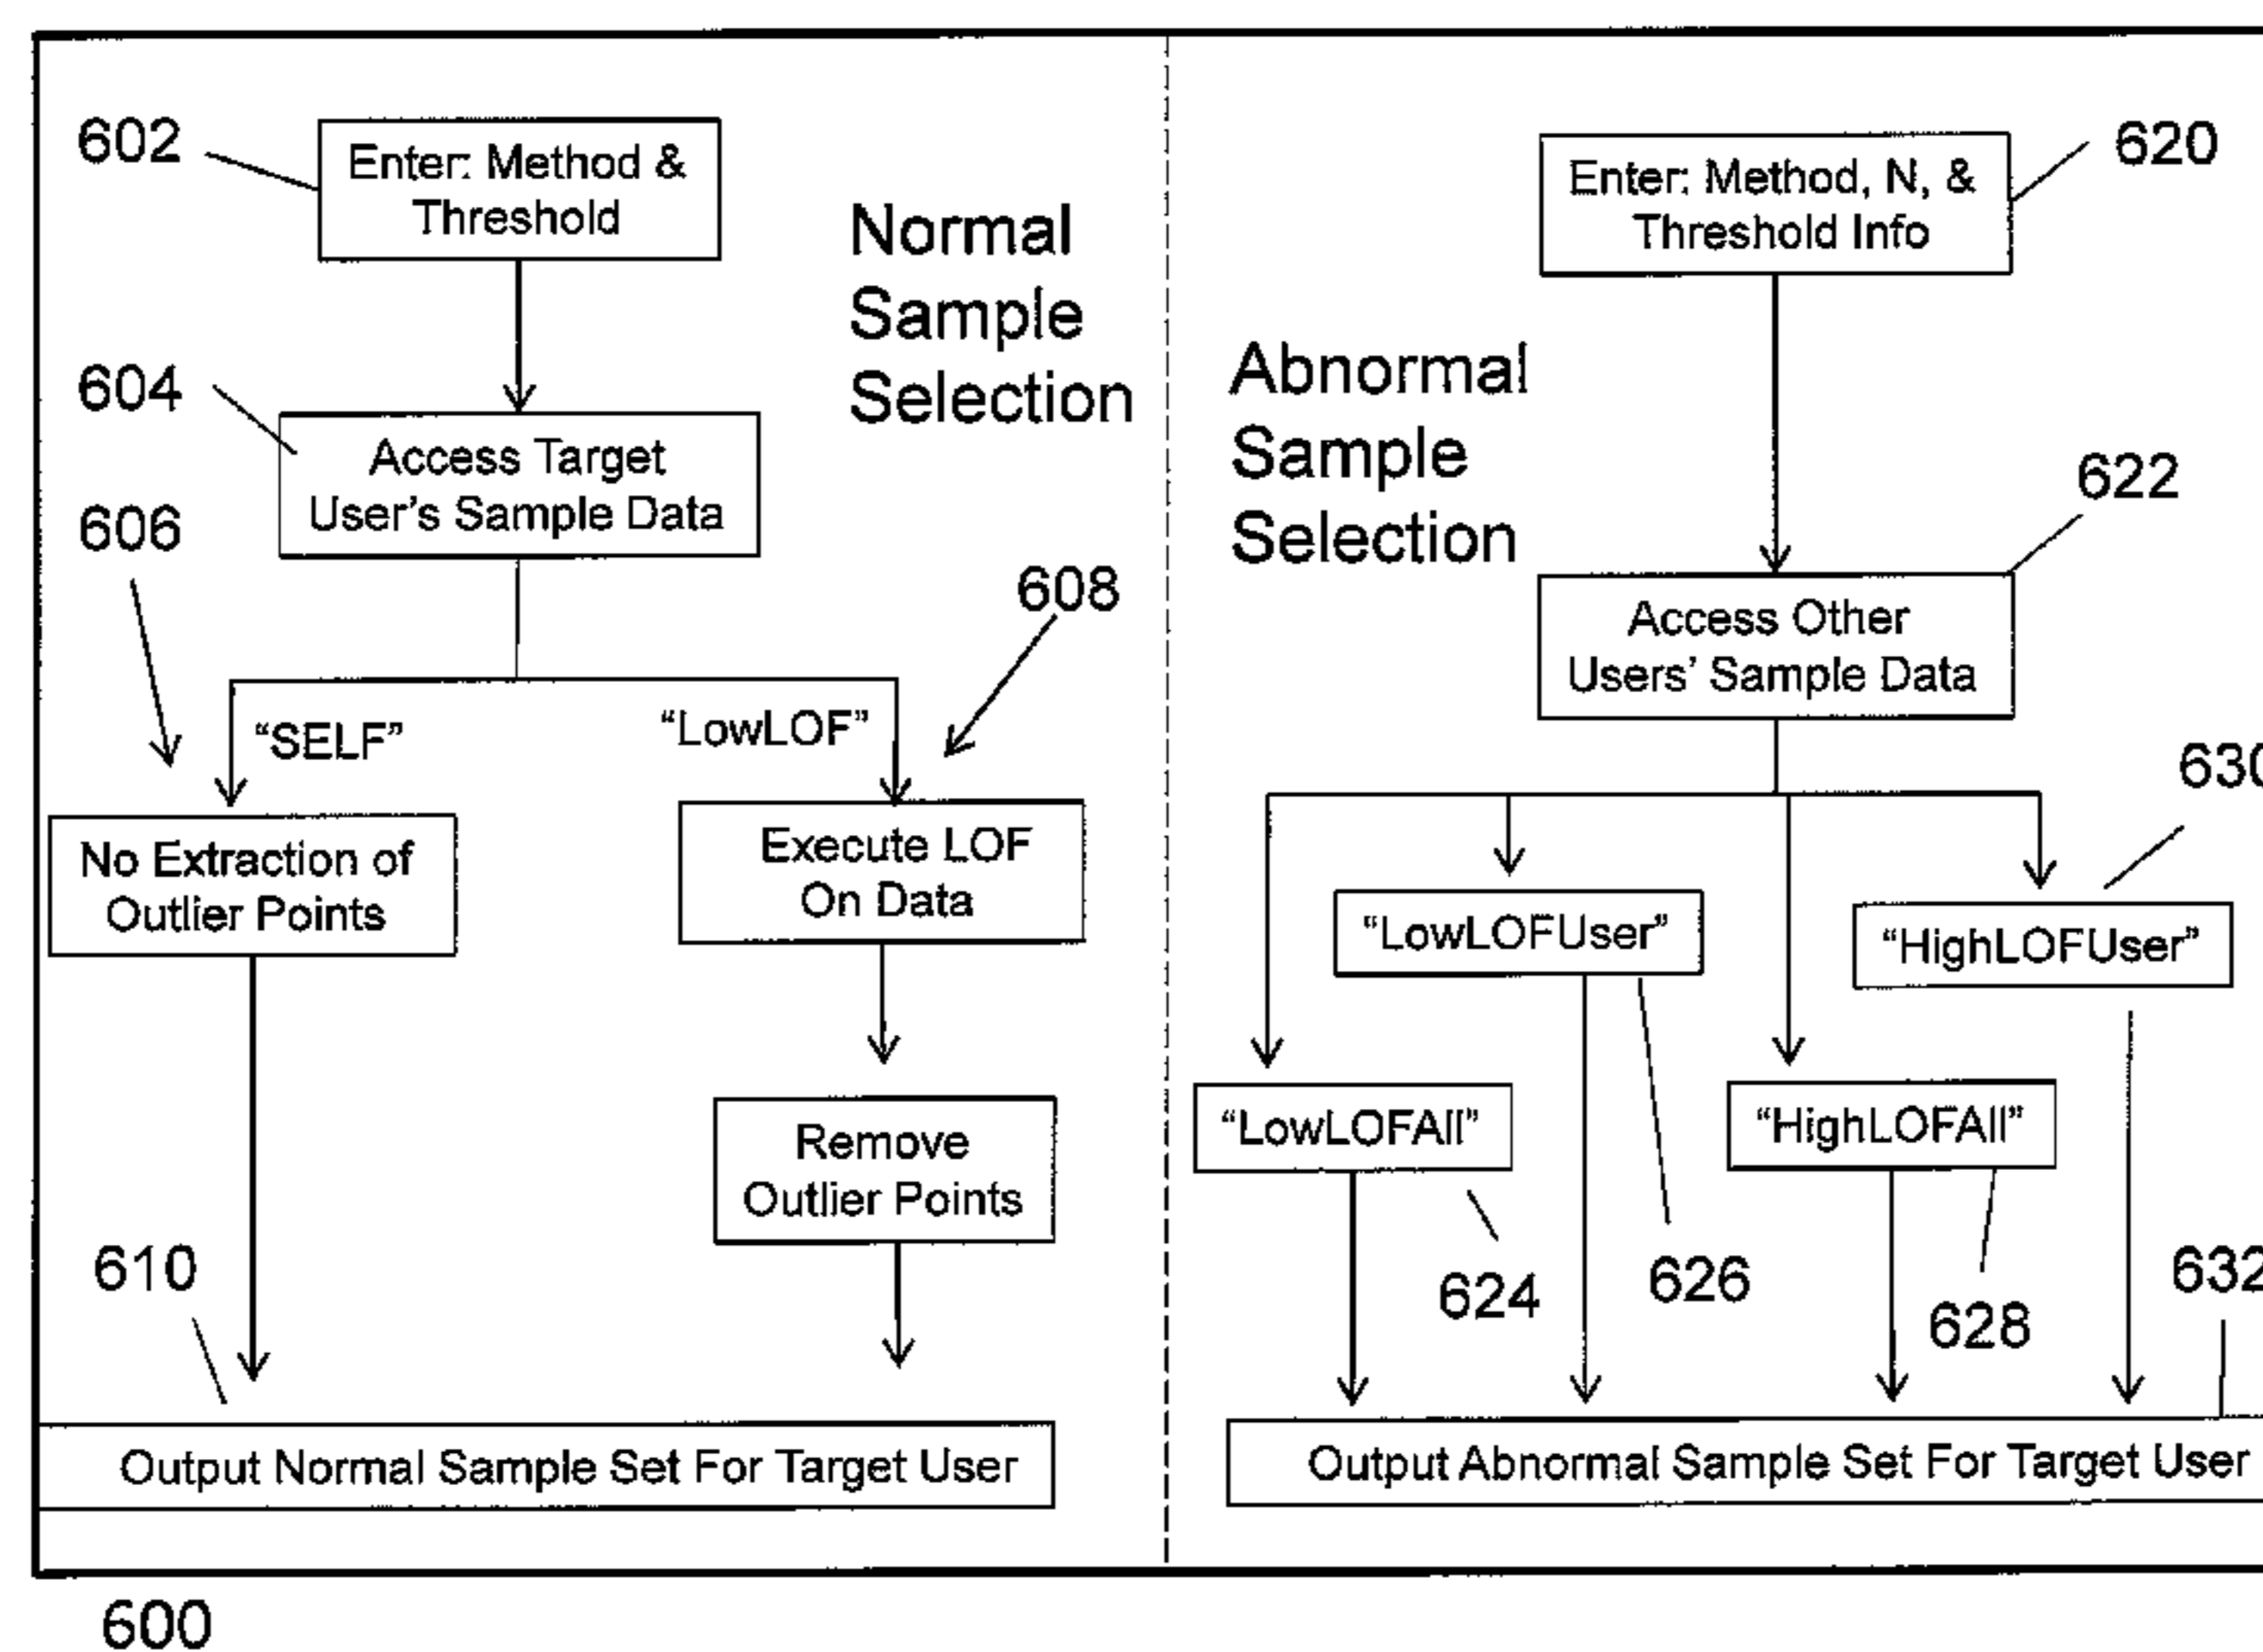 602
Enter: Method &
Threshold
Normal
Sample
Selection
604
Access Target
User's Sample Data
606
608
"SELF"
"LowLOF"
No Extraction of
Outlier Points
Execute LOF
On Data
Remove
Outlier Points
610
Output Normal Sample Set For Target User
620
Enter: Method, N, &
Threshold Info
Abnormal
Sample
Selection
622
Access Other
Users' Sample Data
630
"LowLOFUser"
"HighLOFUser"
"LowLOFAll"
"HighLOFAll"
624
626
628
632
Output Abnormal Sample Set For Target User
600